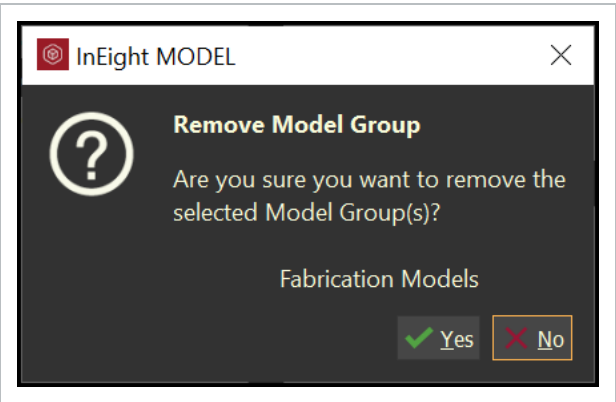 InEight MODEL
Remove Model Group
Are you sure you want to remove the
selected Model Group(s)?
Fabrication Models
Yes No